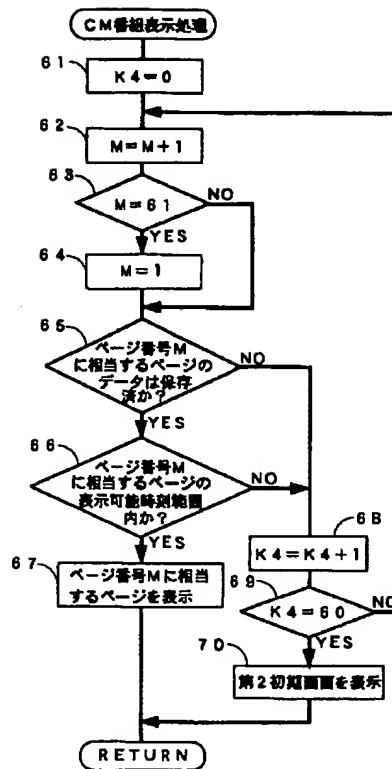 CM番組表示処理
61
K4=0
62
M=M+1
63
M=61
NO
YES
64
M=1
65
ページ番号M
に相当するページの
データは保存
済か?
NO
YES
66
ページ番号M
に相当するページの
表示可能時刻範囲
内か?
NO
YES
67
ページ番号Mに相当
するページを表示
68
K4=K4+1
69
K4=60
NO
YES
70
第2初期画面を表示
RETURN